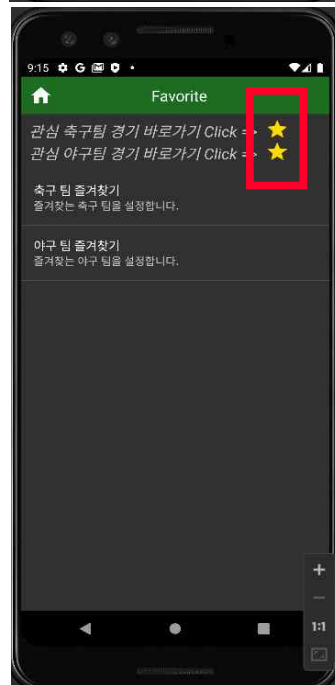 9:15 G
Favorite
관심 축구팀 경기 바로가기 Click =>
관심 야구팀 경기 바로가기 Click =>
축구 팀 즐겨찾기
즐겨찾는 축구 팀을 설정합니다.
야구 팀 즐겨찾기
즐겨찾는 야구 팀을 설정합니다.
1:1